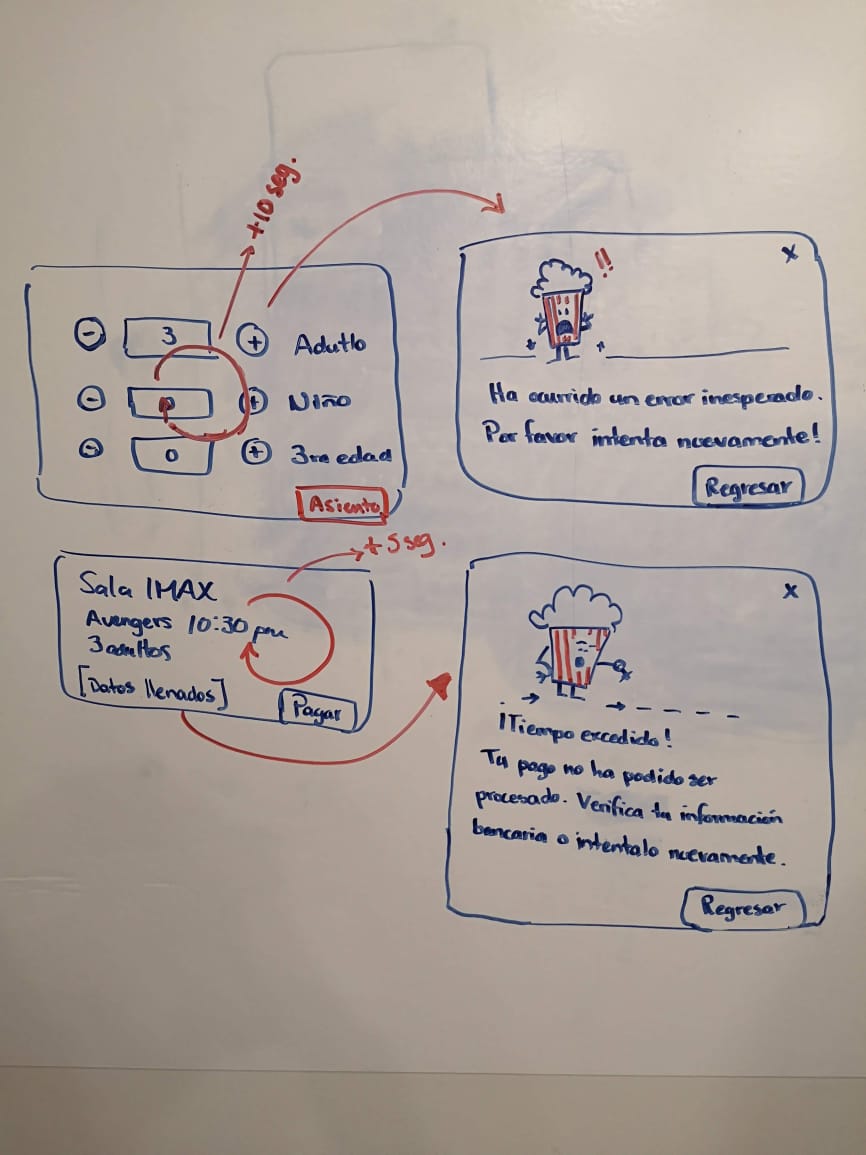 +10 seg.
- 3 + Adutlo
- 0 + Niño
- 0 + 3ra edad
Asiento
x
!!
Ha ocurrido un error inesperado.
Por favor intenta nuevamente!
Regresar
+5 seg.
Sala IMAX
Avengers 10:30 pm
3 adultos
[Datos llenados]
Pagar
x
¡Tiempo excedido!
Tu pago no ha podido ser
procesado. Verifica tu información
bancaria o intentalo nuevamente.
Regresar